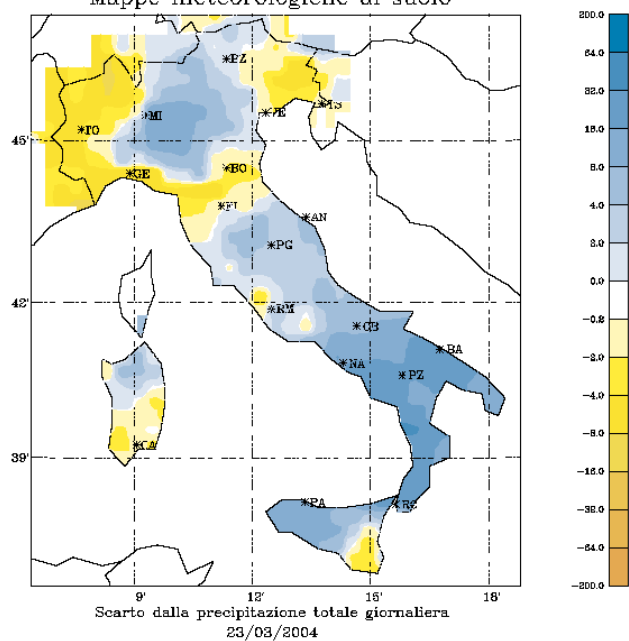 Mappe meteorologiche di suolo
200.0
64.0
32.0
16.0
8.0
4.0
2.0
0.0
-0.2
-2.0
-4.0
-8.0
-16.0
-32.0
-64.0
-200.0
BZ
MI
TO
VE
TS
45'
GE
BO
FI
AN
PG
42'
RM
CB
BA
NA
PZ
CA
39'
PA
RC
9' 12' 15' 18'
Scarto dalla precipitazione totale giornaliera
23/03/2004